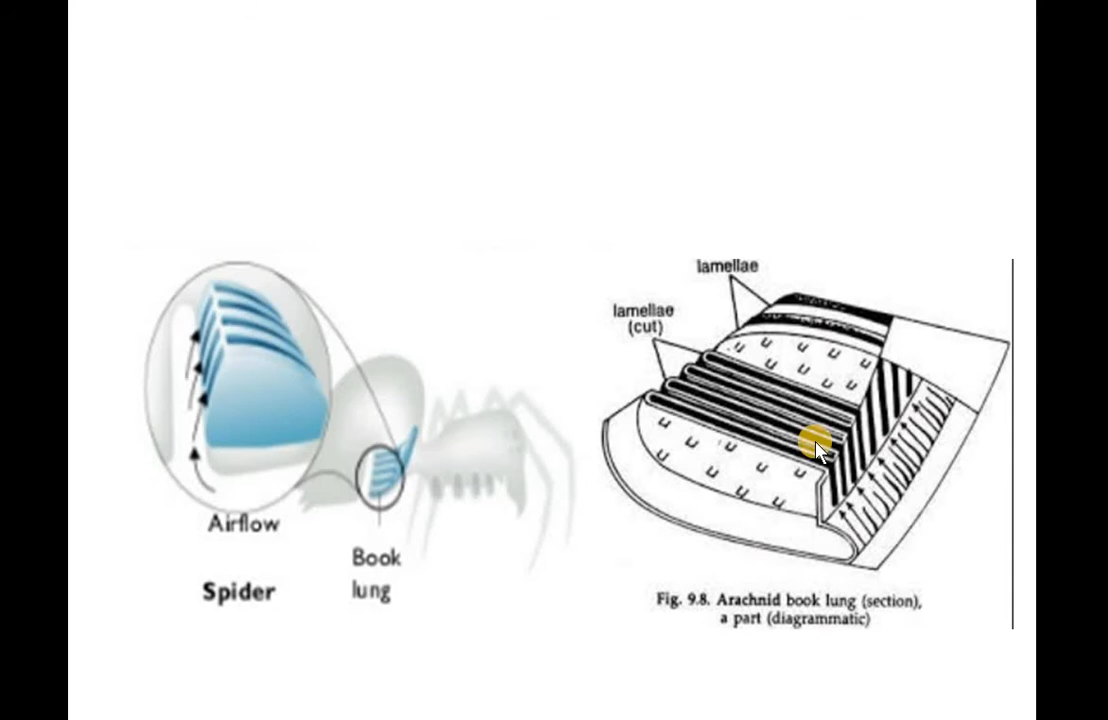 Airflow
Spider
Book
lung
lamellae
lamellae
(cut)
Fig. 9.8. Arachnid book lung (section),
a part (diagrammatic)